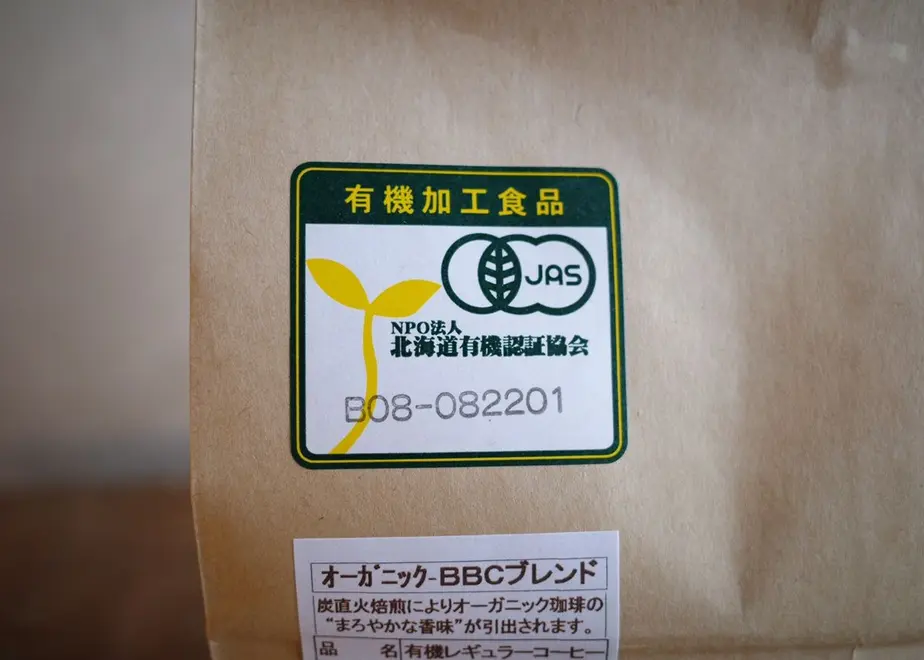 有機加工食品
JAS
NPO法人
北海道有機認証協会
B08-082201
オーガニック-BBCブレンド
炭直火焙煎によりオーガニック珈琲の
“まろやかな香味”が引出されます。
品 名 有機レギュラーコーヒー